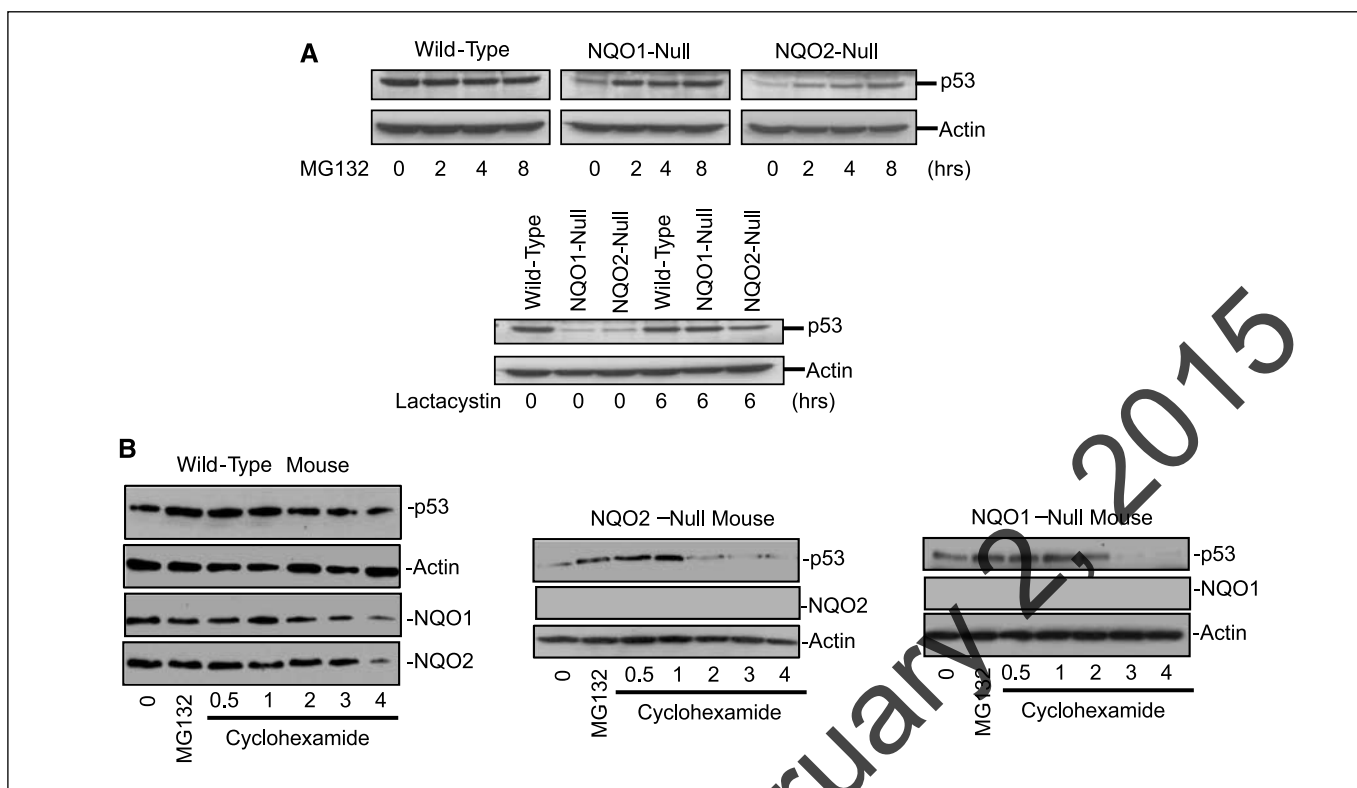 A
Wild-Type NQO1-Null NQO2-Null
p53
Actin
MG132 0 2 4 8 0 2 4 8 0 2 4 8 (hrs)
Wild-Type NQO1-Null NQO2-Null Wild-Type NQO1-Null NQO2-Null
p53
Actin
Lactacystin 0 0 0 6 6 6 (hrs)
B
Wild-Type Mouse
-p53
-Actin
-NQO1
-NQO2
0 MG132 0.5 1 2 3 4
Cyclohexamide
NQO2 –Null Mouse
-p53
-NQO2
-Actin
0 MG132 0.5 1 2 3 4
Cyclohexamide
NQO1 –Null Mouse
-p53
-NQO1
-Actin
0 MG132 0.5 1 2 3 4
Cyclohexamide
ruary 2, 2015